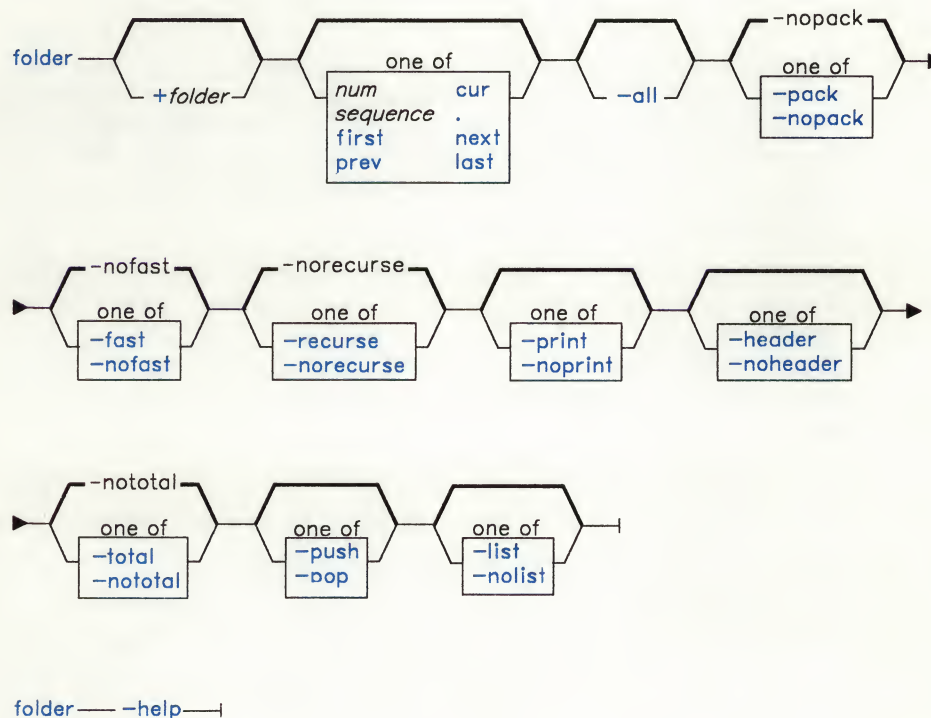 -nopack
folder
one of
one of
+folder
num cur
-all
-pack
sequence .
-nopack
first next
prev last
-nofast
-norecurse
one of
one of
one of
one of
-fast
-recurse
-print
-header
-nofast
-norecurse
-noprint
-noheader
-nototal
one of
one of
one of
-total
-push
-list
-nototal
-pop
-nolist
folder -help